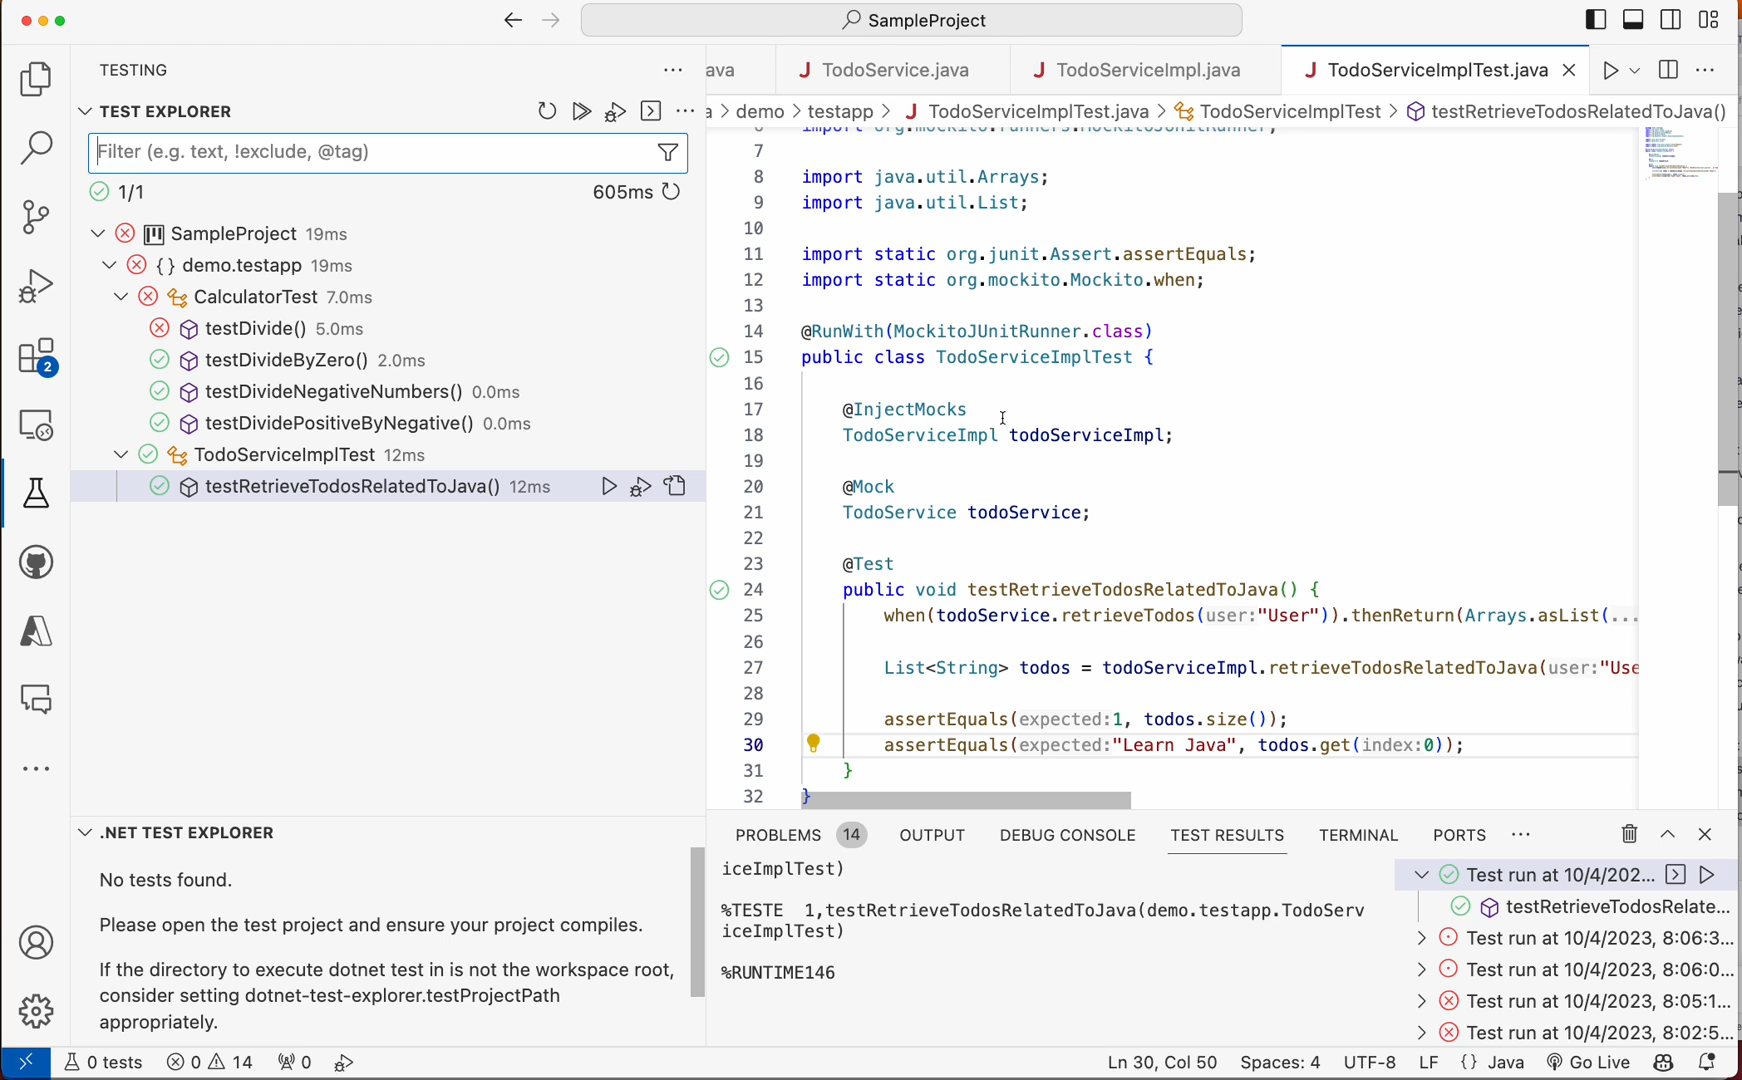 SampleProject
TESTING
TEST EXPLORER
Filter (e.g. text, !exclude, @tag)
1/1
605ms
SampleProject 19ms
{} demo.testapp 19ms
CalculatorTest 7.0ms
testDivide() 5.0ms
testDivideByZero() 2.0ms
testDivideNegativeNumbers() 0.0ms
testDividePositiveByNegative() 0.0ms
TodoServiceImplTest 12ms
testRetrieveTodosRelatedToJava() 12ms
2
.NET TEST EXPLORER
No tests found.
Please open the test project and ensure your project compiles.
If the directory to execute dotnet test in is not the workspace root,
consider setting dotnet-test-explorer.testProjectPath
appropriately.
ava
J TodoService.java
J TodoServiceImpl.java
J TodoServiceImplTest.java
a > demo > testapp > J TodoServiceImplTest.java > TodoServiceImplTest > testRetrieveTodosRelatedToJava()
6 import org.mockito.runners.MockitoJUnitRunner;
7
8 import java.util.Arrays;
9 import java.util.List;
10
11 import static org.junit.Assert.assertEquals;
12 import static org.mockito.Mockito.when;
13
14 @RunWith(MockitoJUnitRunner.class)
15 public class TodoServiceImplTest {
16
17 @InjectMocks
18 TodoServiceImpl todoServiceImpl;
19
20 @Mock
21 TodoService todoService;
22
23 @Test
24 public void testRetrieveTodosRelatedToJava() {
25 when(todoService.retrieveTodos(user:"User")).thenReturn(Arrays.asList(...
26
27 List<String> todos = todoServiceImpl.retrieveTodosRelatedToJava(user:"Use
28
29 assertEquals(expected:1, todos.size());
30 assertEquals(expected:"Learn Java", todos.get(index:0));
31 }
32 }
PROBLEMS 14 OUTPUT DEBUG CONSOLE TEST RESULTS TERMINAL PORTS ...
iceImplTest)
%TESTE 1,testRetrieveTodosRelatedToJava(demo.testapp.TodoServ
iceImplTest)
%RUNTIME146
Test run at 10/4/202...
testRetrieveTodosRelate...
Test run at 10/4/2023, 8:06:3...
Test run at 10/4/2023, 8:06:0...
Test run at 10/4/2023, 8:05:1...
Test run at 10/4/2023, 8:02:5...
0 tests 0 14 0 Ln 30, Col 50 Spaces: 4 UTF-8 LF {} Java Go Live